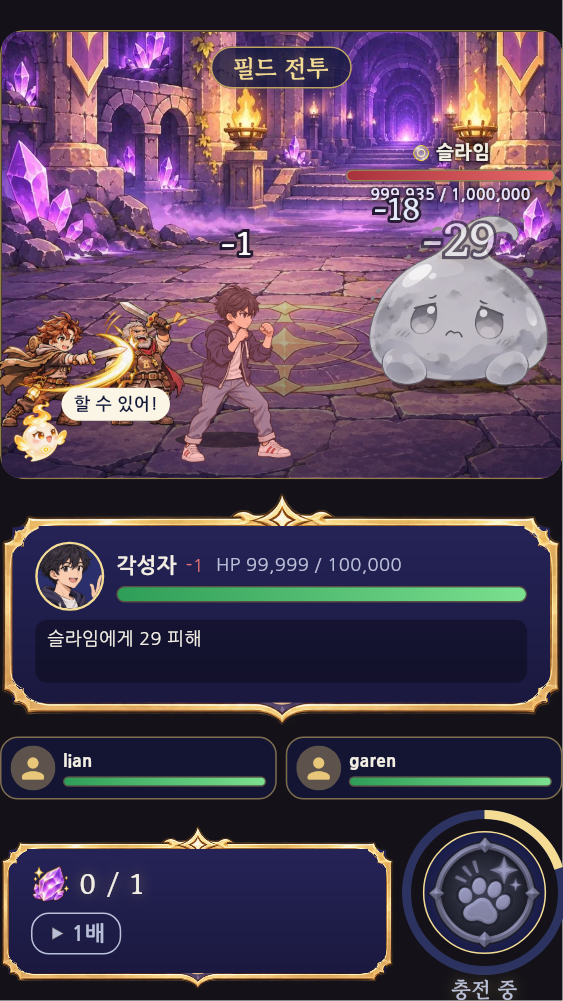 필드 전투
슬라임
999,935 / 1,000,000
-18
-1
-29
할 수 있어!
각성자 -1 HP 99,999 / 100,000
슬라임에게 29 피해
lian
garen
0 / 1
▶ 1배
충전 중